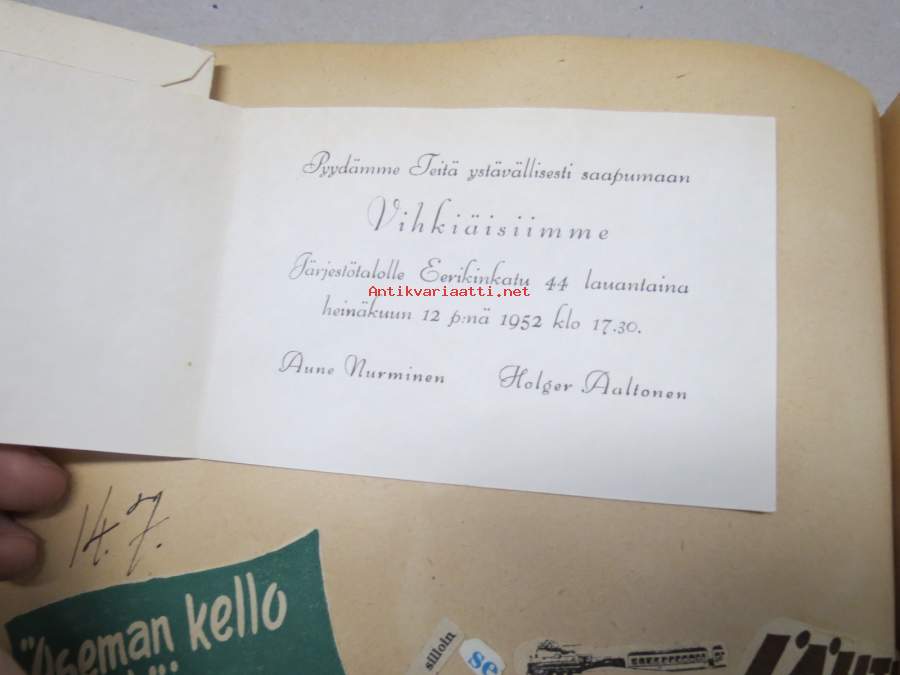 Pyydämme Teitä ystävällisesti saapumaan
Vihkiäisiimme
Järjestötalolle Eerikinkatu 44 lauantaina
Antikvariaatti.net
heinäkuun 12 p:nä 1952 klo 17.30.
Aune Nurminen Holger Aaltonen
14.7.
"Aseman kello
silloin
se